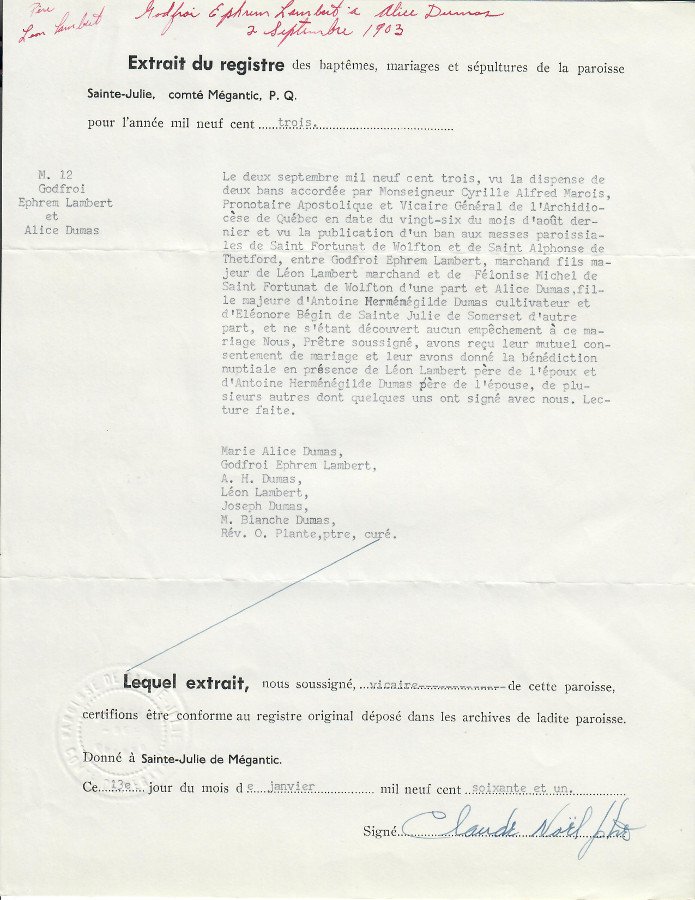 Père
Léon Lambert
Godfroi Ephrem Lambert & Alice Dumas
2 Septembre 1903
Extrait du registre des baptêmes, mariages et sépultures de la paroisse
Sainte-Julie, comté Mégantic, P. Q.
pour l'année mil neuf cent trois.
M. 12
Godfroi
Ephrem Lambert
et
Alice Dumas
Le deux septembre mil neuf cent trois, vu la dispense de
deux bans accordée par Monseigneur Cyrille Alfred Marois,
Pronotaire Apostolique et Vicaire Général de l'Archidio-
cèse de Québec en date du vingt-six du mois d'août der-
nier et vu la publication d'un ban aux messes paroissia-
les de Saint Fortunat de Wolfton et de Saint Alphonse de
Thetford, entre Godfroi Ephrem Lambert, marchand fils ma-
jeur de Léon Lambert marchand et de Félonise Michel de
Saint Fortunat de Wolfton d'une part et Alice Dumas,fil-
le majeure d'Antoine Herménégilde Dumas cultivateur et
d'Eléonore Bégin de Sainte Julie de Somerset d'autre
part, et ne s'étant découvert aucun empêchement à ce ma-
riage Nous, Prêtre soussigné, avons reçu leur mutuel con-
sentement de mariage et leur avons donné la bénédiction
nuptiale en présence de Léon Lambert père de l'époux et
d'Antoine Herménégilde Dumas père de l'épouse, de plu-
sieurs autres dont quelques uns ont signé avec nous. Lec-
ture faite.
Marie Alice Dumas,
Godfroi Ephrem Lambert,
A. H. Dumas,
Léon Lambert,
Joseph Dumas,
M. Blanche Dumas,
Rév. O. Plante,ptre, curé.
Lequel extrait, nous soussigné, vicaire de cette paroisse,
certifions être conforme au registre original déposé dans les archives de ladite paroisse.
Donné à Sainte-Julie de Mégantic.
Ce 13e jour du mois de janvier mil neuf cent soixante et un.
Signé Claude Noël ptre